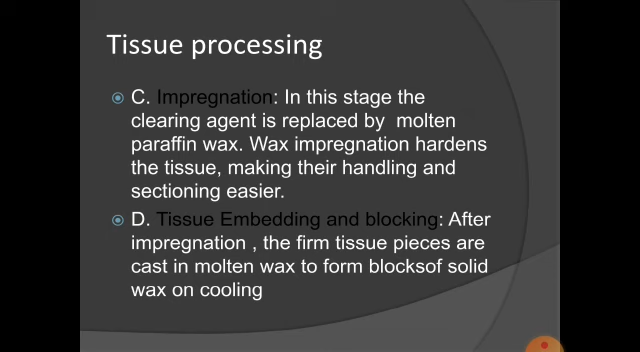 Tissue processing
C. Impregnation: In this stage the
clearing agent is replaced by molten
paraffin wax. Wax impregnation hardens
the tissue, making their handling and
sectioning easier.
D. Tissue Embedding and blocking: After
impregnation , the firm tissue pieces are
cast in molten wax to form blocksof solid
wax on cooling